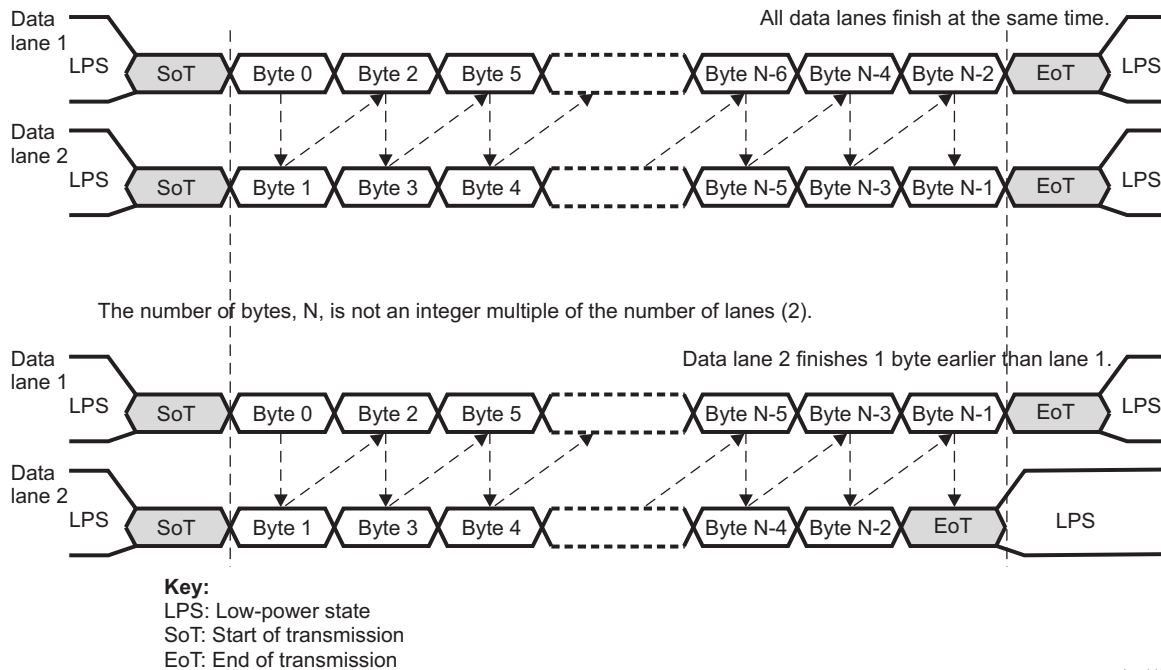 Data
lane 1
All data lanes finish at the same time.
LPS
SoT
Byte 0
Byte 2
Byte 5
Byte N-6
Byte N-4
Byte N-2
EoT
LPS
Data
lane 2
LPS
SoT
Byte 1
Byte 3
Byte 4
Byte N-5
Byte N-3
Byte N-1
EoT
LPS
The number of bytes, N, is not an integer multiple of the number of lanes (2).
Data
lane 1
Data lane 2 finishes 1 byte earlier than lane 1.
LPS
SoT
Byte 0
Byte 2
Byte 5
Byte N-5
Byte N-3
Byte N-1
EoT
LPS
Data
lane 2
LPS
SoT
Byte 1
Byte 3
Byte 4
Byte N-4
Byte N-2
EoT
LPS
Key:
LPS: Low-power state
SoT: Start of transmission
EoT: End of transmission